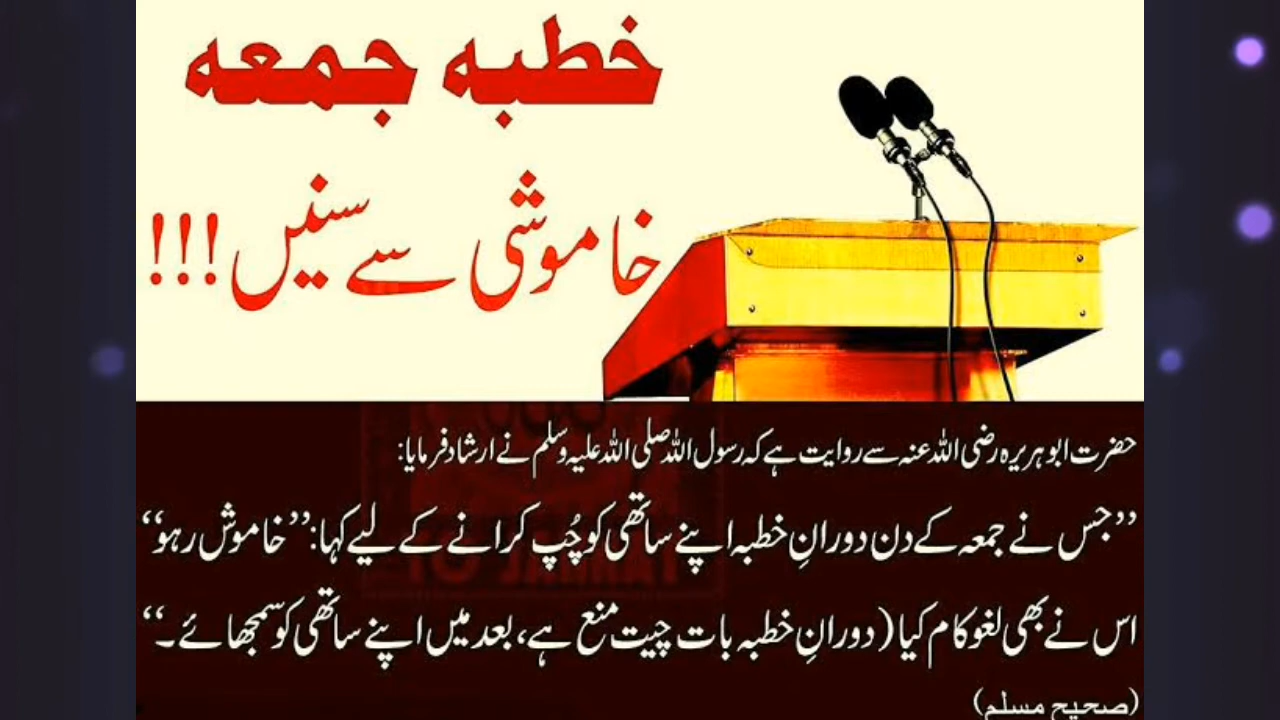 خطبہ جمعہ
خاموشی سے سنیں !!!
حضرت ابو ہریرہ رضی اللہ عنہ سے روایت ہے کہ رسول اللہ صلی اللہ علیہ وسلم نے ارشاد فرمایا:
’’جس نے جمعہ کے دن دورانِ خطبہ اپنے ساتھی کو چُپ کرانے کے لیے کہا: ’’خاموش رہو‘‘
اس نے بھی لغو کام کیا (دورانِ خطبہ بات چیت منع ہے، بعد میں اپنے ساتھی کو سمجھائے۔‘‘
(صحیح مسلم)